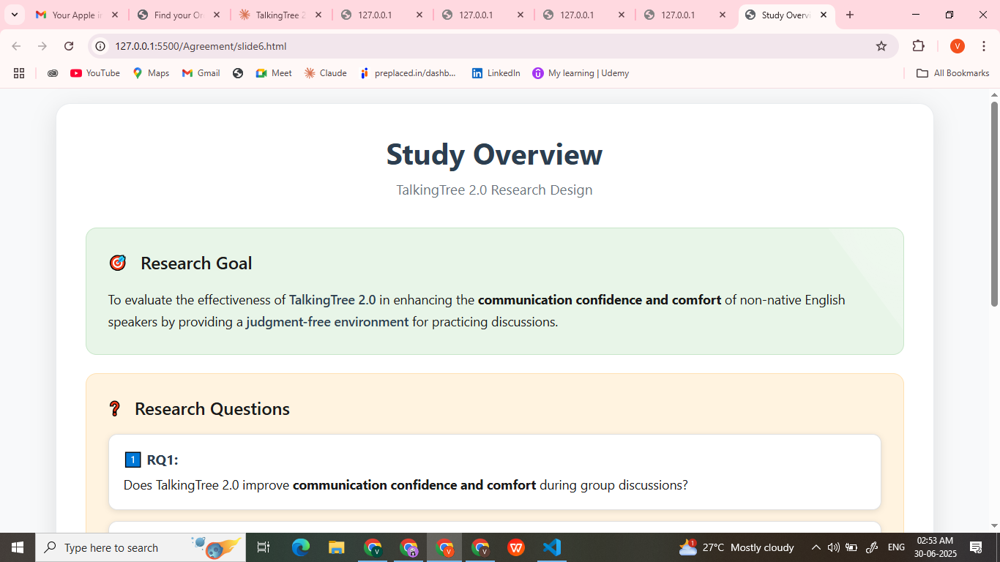 Your Apple in
Find your Or
TalkingTree 2
127.0.0.1
127.0.0.1
127.0.0.1
127.0.0.1
Study Overvi
127.0.0.1:5500/Agreement/slide6.html
V
YouTube
Maps
Gmail
Meet
Claude
preplaced.in/dashb...
LinkedIn
My learning | Udemy
All Bookmarks
Study Overview
TalkingTree 2.0 Research Design
Research Goal
To evaluate the effectiveness of TalkingTree 2.0 in enhancing the communication confidence and comfort of non-native English
speakers by providing a judgment-free environment for practicing discussions.
❓ Research Questions
1 RQ1:
Does TalkingTree 2.0 improve communication confidence and comfort during group discussions?
Type here to search
27°C Mostly cloudy
ENG
02:53 AM
30-06-2025